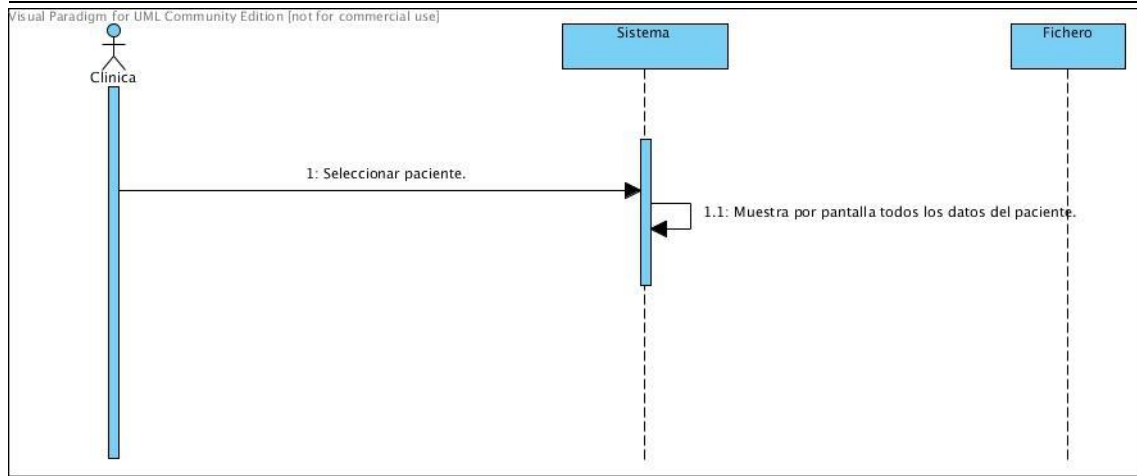 Visual Paradigm for UML Community Edition [not for commercial use]
Sistema
Fichero
Clinica
1: Seleccionar paciente.
1.1: Muestra por pantalla todos los datos del paciente.